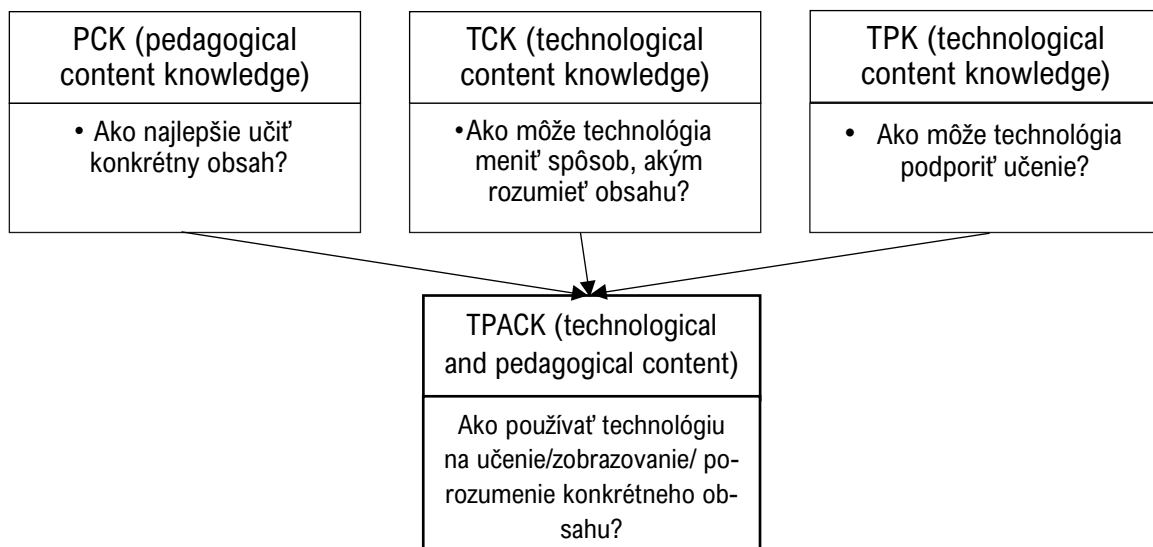 PCK (pedagogical
content knowledge)
• Ako najlepšie učiť
konkrétny obsah?
TCK (technological
content knowledge)
•Ako môže technológia
meniť spôsob, akým
rozumieť obsahu?
TPK (technological
content knowledge)
• Ako môže technológia
podporiť učenie?
TPACK (technological
and pedagogical content)
Ako používať technológiu
na učenie/zobrazovanie/ po-
rozumenie konkrétneho ob-
sahu?